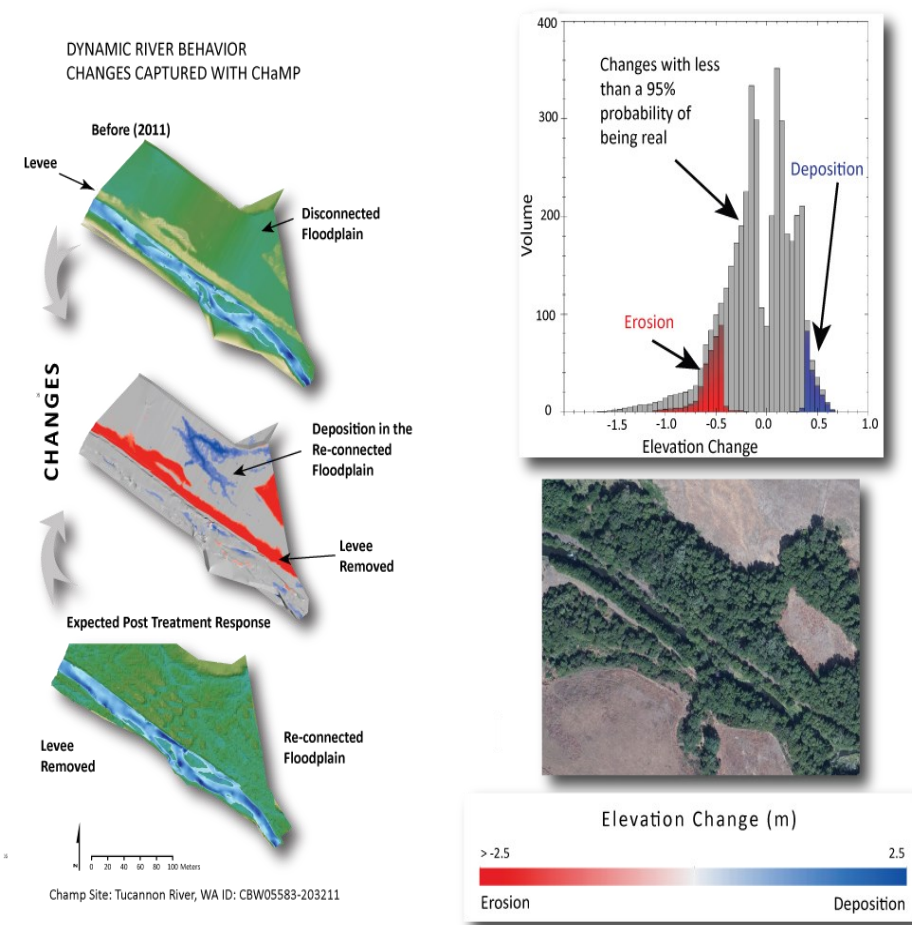 DYNAMIC RIVER BEHAVIOR
CHANGES CAPTURED WITH CHaMP
Before (2011)
Levee
Disconnected
Floodplain
CHANGES
Deposition in the
Re-connected
Floodplain
Levee
Removed
Expected Post Treatment Response
Levee
Removed
Re-connected
Floodplain
N
0 20 40 60 80 100 Meters
Champ Site: Tucannon River, WA ID: CBW05583-203211
400
300
200
100
0
Volume
Changes with less
than a 95%
probability of
being real
Deposition
Erosion
-1.5 -1.0 -0.5 0.0 0.5 1.0
Elevation Change
Elevation Change (m)
> -2.5 2.5
Erosion Deposition